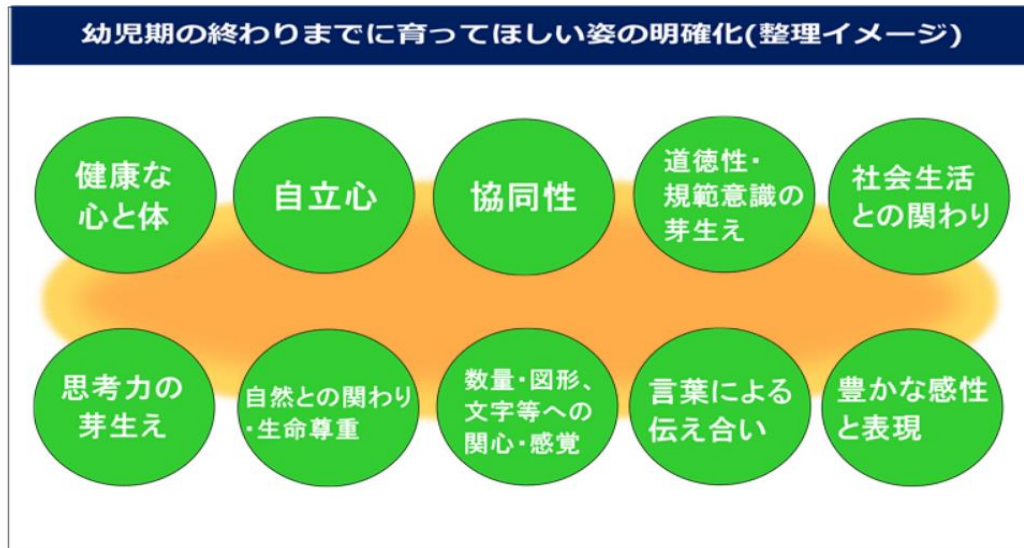 幼児期の終わりまでに育ってほしい姿の明確化(整理イメージ)
健康な
心と体
自立心
協同性
道徳性・
規範意識の
芽生え
社会生活
との関わり
思考力の
芽生え
自然との関わり
・生命尊重
数量・図形、
文字等への
関心・感覚
言葉による
伝え合い
豊かな感性
と表現